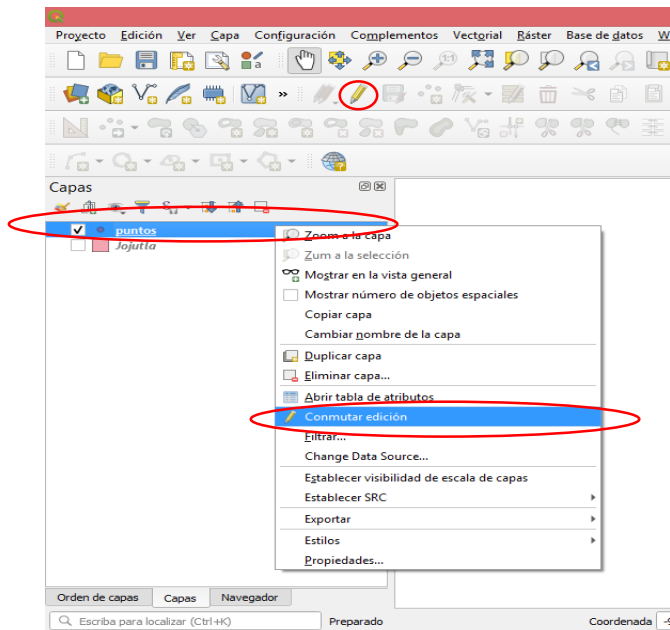 Proyecto Edición Ver Capa Configuración Complementos Vectorial Ráster Base de datos W
1:1
a
Capas
puntos
Jojutla
Zoom a la capa
Zum a la selección
Mostrar en la vista general
Mostrar número de objetos espaciales
Copiar capa
Cambiar nombre de la capa
Duplicar capa
Eliminar capa...
Abrir tabla de atributos
Conmutar edición
Filtrar...
Change Data Source...
Establecer visibilidad de escala de capas
Establecer SRC
Exportar
Estilos
Propiedades...
Orden de capas Capas Navegador
Escriba para localizar (Ctrl+K) Preparado Coordenada